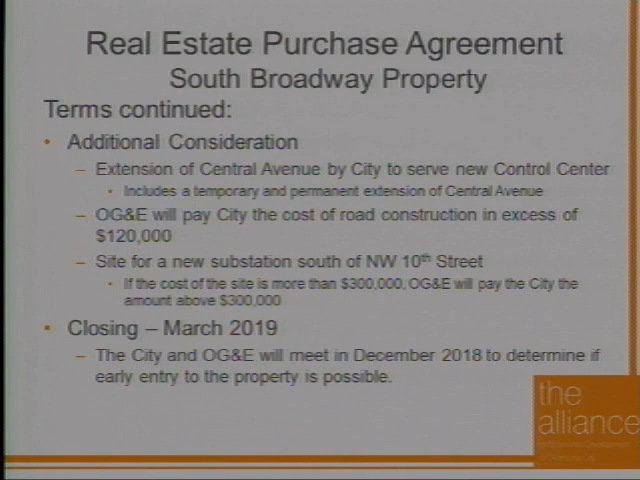 Real Estate Purchase Agreement
South Broadway Property
Terms continued:
• Additional Consideration
– Extension of Central Avenue by City to serve new Control Center
• Includes a temporary and permanent extension of Central Avenue
– OG&E will pay City the cost of road construction in excess of
$120,000
– Site for a new substation south of NW 10th Street
• If the cost of the site is more than $300,000, OG&E will pay the City the
amount above $300,000
• Closing – March 2019
– The City and OG&E will meet in December 2018 to determine if
early entry to the property is possible.
the
alliance